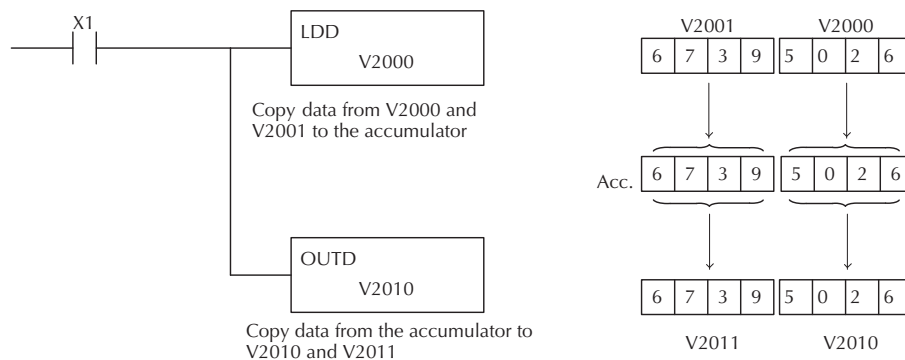 X1
LDD
V2000
Copy data from V2000 and
V2001 to the accumulator
OUTD
V2010
Copy data from the accumulator to
V2010 and V2011
V2001 V2000
6 7 3 9 5 0 2 6
Acc. 6 7 3 9 5 0 2 6
6 7 3 9 5 0 2 6
V2011 V2010